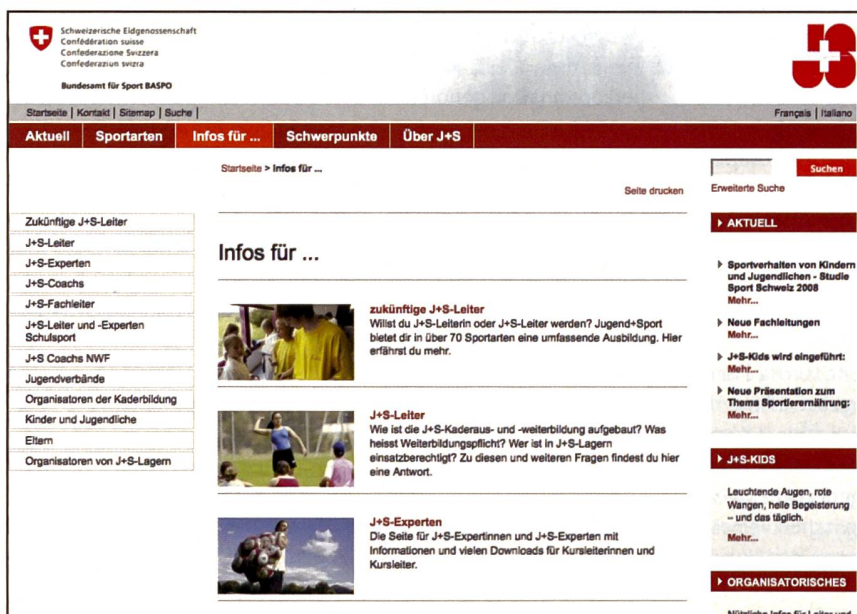 Schweizerische Eidgenossenschaft
Confédération suisse
Confederazione Svizzera
Confederaziun svizra
Bundesamt für Sport BASPO
JS
Startseite | Kontakt | Sitemap | Suche |
Français | Italiano
Aktuell Sportarten Infos für ... Schwerpunkte Über J+S
Startseite > Infos für ...
Seite drucken
Suchen
Erweiterte Suche
Zukünftige J+S-Leiter
J+S-Leiter
J+S-Experten
J+S-Coachs
J+S-Fachleiter
J+S-Leiter und -Experten
Schulsport
J+S Coachs NWF
Jugendverbände
Organisatoren der Kaderbildung
Kinder und Jugendliche
Eltern
Organisatoren von J+S-Lagern
Infos für ...
zukünftige J+S-Leiter
Willst du J+S-Leiterin oder J+S-Leiter werden? Jugend+Sport
bietet dir in über 70 Sportarten eine umfassende Ausbildung. Hier
erfährst du mehr.
J+S-Leiter
Wie ist die J+S-Kaderaus- und -weiterbildung aufgebaut? Was
heisst Weiterbildungspflicht? Wer ist in J+S-Lagern
einsatzberechtigt? Zu diesen und weiteren Fragen findest du hier
eine Antwort.
J+S-Experten
Die Seite für J+S-Expertinnen und J+S-Experten mit
Informationen und vielen Downloads für Kursleiterinnen und
Kursleiter.
AKTUELL
Sportverhalten von Kindern
und Jugendlichen - Studie
Sport Schweiz 2008
Mehr...
Neue Fachleitungen
Mehr...
J+S-Kids wird eingeführt:
Mehr...
Neue Präsentation zum
Thema Sportlerernährung:
Mehr...
J+S-KIDS
Leuchtende Augen, rote
Wangen, helle Begeisterung
– und das täglich.
Mehr...
ORGANISATORISCHES
Nützliche Infos für Leiter und